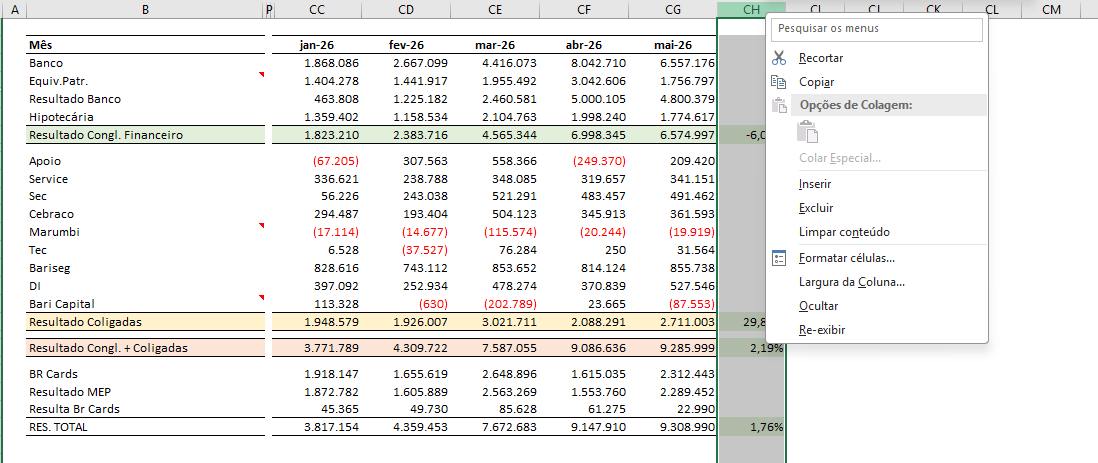 A B P CC CD CE CF CG CH CI CJ CK CL CM
Mês jan-26 fev-26 mar-26 abr-26 mai-26
Banco 1.868.086 2.667.099 4.416.073 8.042.710 6.557.176
Equiv.Patr. 1.404.278 1.441.917 1.955.492 3.042.606 1.756.797
Resultado Banco 463.808 1.225.182 2.460.581 5.000.105 4.800.379
Hipotecária 1.359.402 1.158.534 2.104.763 1.998.240 1.774.617
Resultado Congl. Financeiro 1.823.210 2.383.716 4.565.344 6.998.345 6.574.997 -6,0
Apoio (67.205) 307.563 558.366 (249.370) 209.420
Service 336.621 238.788 348.085 319.657 341.151
Sec 56.226 243.038 521.291 483.457 491.462
Cebraco 294.487 193.404 504.123 345.913 361.593
Marumbi (17.114) (14.677) (115.574) (20.244) (19.919)
Tec 6.528 (37.527) 76.284 250 31.564
Bariseg 828.616 743.112 853.652 814.124 855.738
DI 397.092 252.934 478.274 370.839 527.546
Bari Capital 113.328 (630) (202.789) 23.665 (87.553)
Resultado Coligadas 1.948.579 1.926.007 3.021.711 2.088.291 2.711.003 29,8
Resultado Congl. + Coligadas 3.771.789 4.309.722 7.587.055 9.086.636 9.285.999 2,19%
BR Cards 1.918.147 1.655.619 2.648.896 1.615.035 2.312.443
Resultado MEP 1.872.782 1.605.889 2.563.269 1.553.760 2.289.452
Resulta Br Cards 45.365 49.730 85.628 61.275 22.990
RES. TOTAL 3.817.154 4.359.453 7.672.683 9.147.910 9.308.990 1,76%
Pesquisar os menus
Recortar
Copiar
Opções de Colagem:
Colar Especial...
Inserir
Excluir
Limpar conteúdo
Formatar células...
Largura da Coluna...
Ocultar
Re-exibir